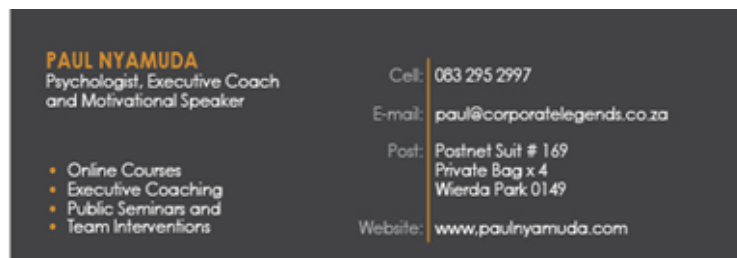 PAUL NYAMUDA
Psychologist, Executive Coach
and Motivational Speaker
• Online Courses
• Executive Coaching
• Public Seminars and
• Team Interventions
Cell: 083 295 2997
E-mail: paul@corporatelegends.co.za
Post: Postnet Suit # 169
Private Bag x 4
Wierda Park 0149
Website: www.paulnyamuda.com